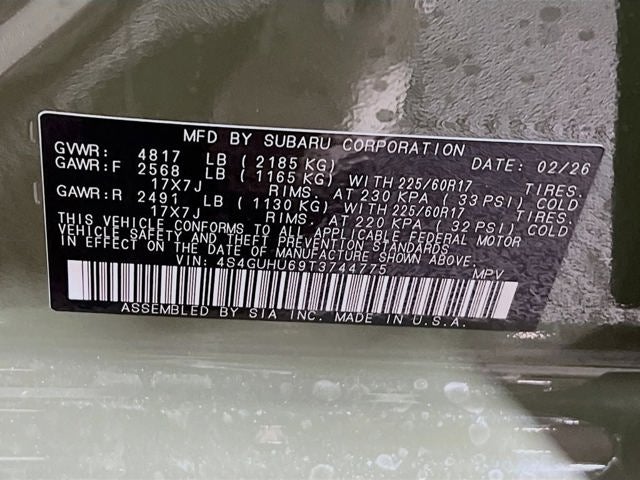 MFD BY SUBARU CORPORATION
GVWR: 4817 LB (2185 KG) DATE: 02/26
GAWR:F 2568 LB (1165 KG) WITH 225/60R17 TIRES.
17X7J RIMS. AT 230 KPA (33 PSI) COLD
GAWR:R 2491 LB (1130 KG) WITH 225/60R17 TIRES.
17X7J RIMS. AT 220 KPA (32 PSI) COLD
THIS VEHICLE CONFORMS TO ALL APPLICABLE FEDERAL MOTOR
VEHICLE SAFETY AND THEFT PREVENTION STANDARDS
IN EFFECT ON THE DATE OF MANUFACTURE SHOWN ABOVE.
VIN: 4S4GUHU69T3744775 MPV
ASSEMBLED BY SIA INC. MADE IN U.S.A.